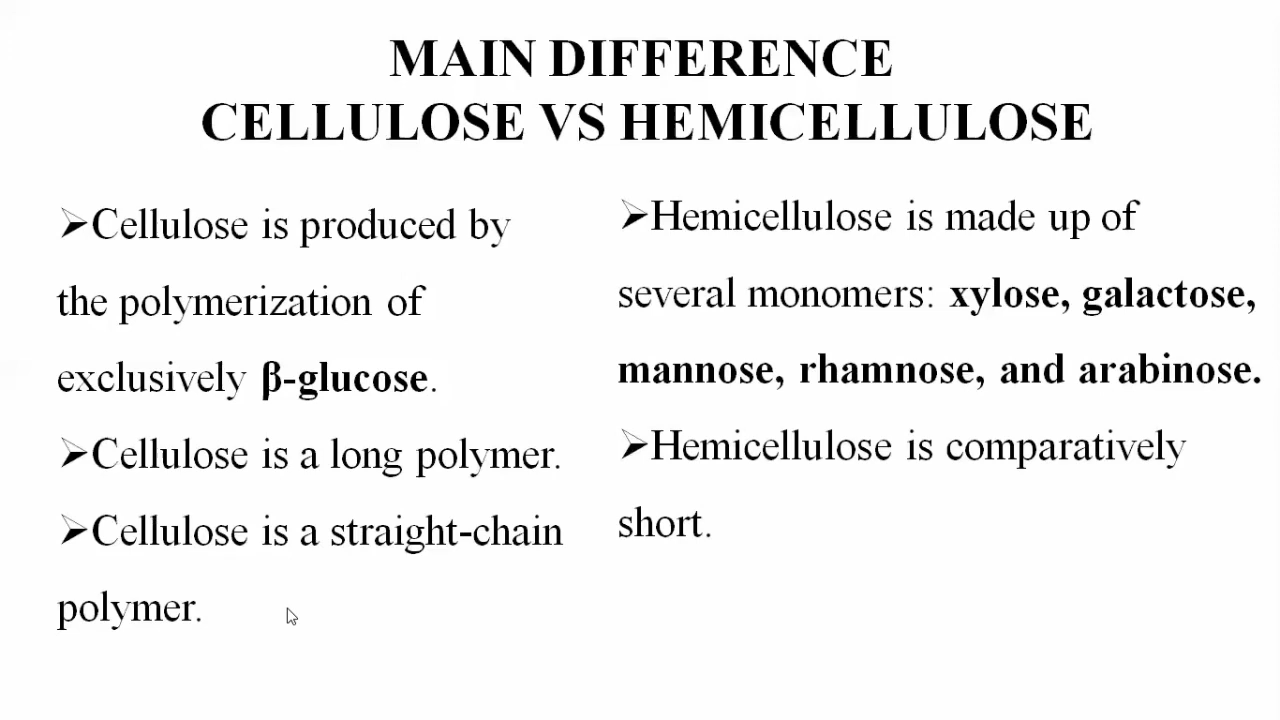 MAIN DIFFERENCE
CELLULOSE VS HEMICELLULOSE
➢Cellulose is produced by
the polymerization of
exclusively β-glucose.
➢Cellulose is a long polymer.
➢Cellulose is a straight-chain
polymer.
➢Hemicellulose is made up of
several monomers: xylose, galactose,
mannose, rhamnose, and arabinose.
➢Hemicellulose is comparatively
short.